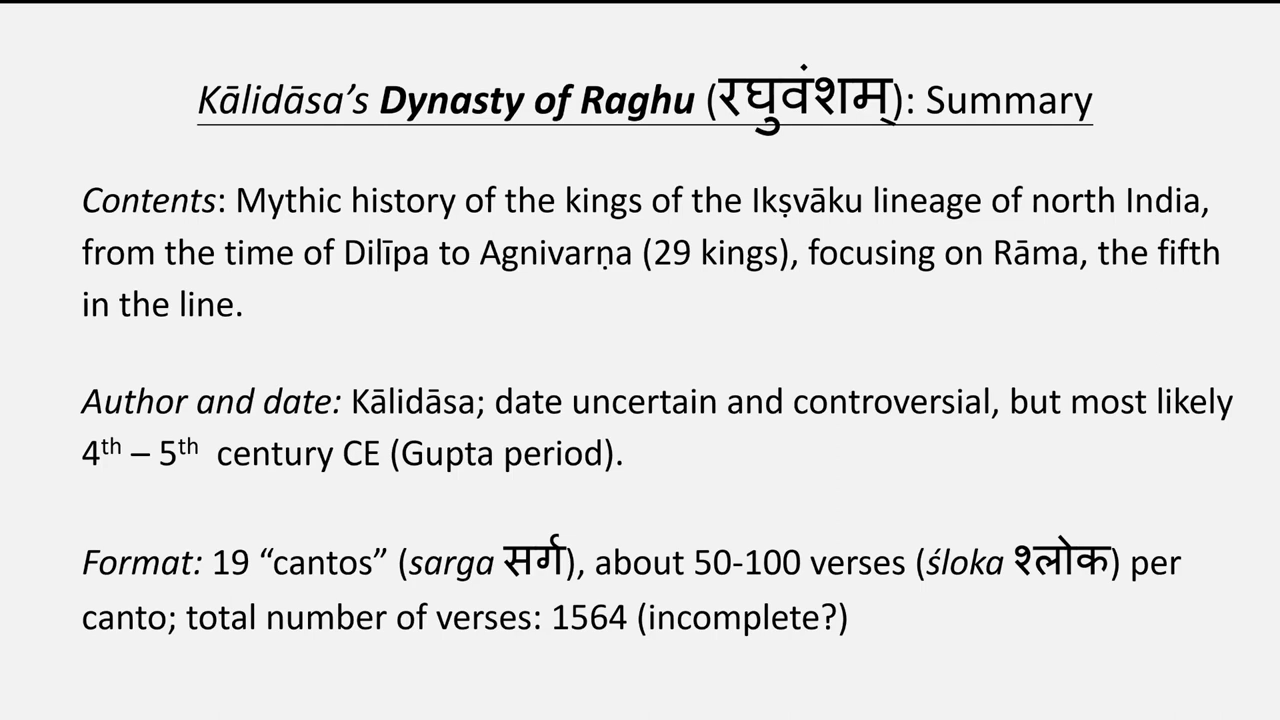 Kālidāsa’s Dynasty of Raghu (रघुवंशम्): Summary
Contents: Mythic history of the kings of the Ikṣvāku lineage of north India,
from the time of Dilīpa to Agnivarṇa (29 kings), focusing on Rāma, the fifth
in the line.
Author and date: Kālidāsa; date uncertain and controversial, but most likely
4th – 5th century CE (Gupta period).
Format: 19 “cantos” (sarga सर्ग), about 50-100 verses (śloka श्लोक) per
canto; total number of verses: 1564 (incomplete?)